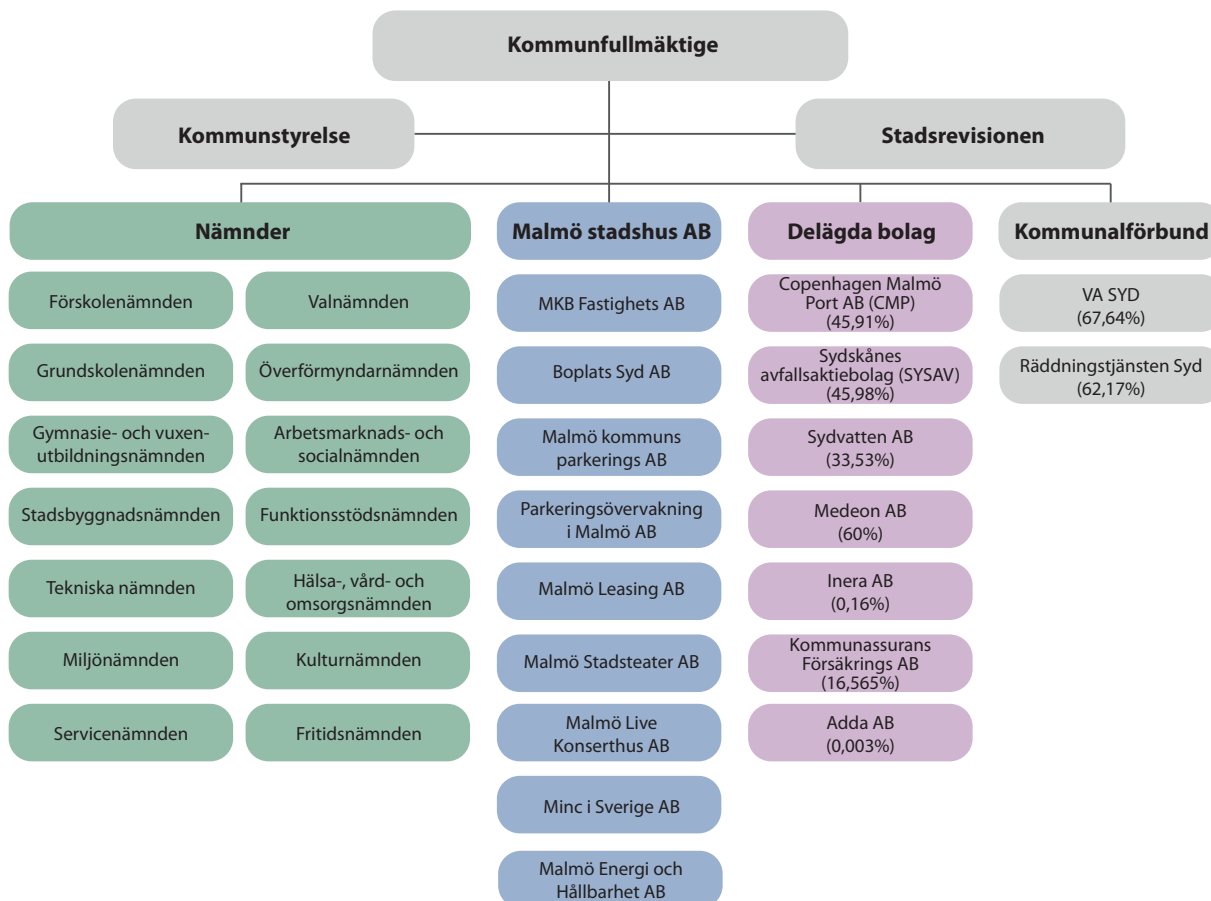 Kommunfullmäktige
Kommunstyrelse
Stadsrevisionen
Nämnder
Förskolenämnden
Valnämnden
Grundskolenämnden
Överförmyndarnämnden
Gymnasie- och vuxen-
utbildningsnämnden
Arbetsmarknads- och
socialnämnden
Stadsbyggnadsnämnden
Funktionsstödsnämnden
Tekniska nämnden
Hälsa-, vård- och
omsorgsnämnden
Miljönämnden
Kulturnämnden
Servicenämnden
Fritidsnämnden
Malmö stadshus AB
MKB Fastighets AB
Boplats Syd AB
Malmö kommuns
parkerings AB
Parkeringsövervakning
i Malmö AB
Malmö Leasing AB
Malmö Stadsteater AB
Malmö Live
Konserthus AB
Minc i Sverige AB
Malmö Energi och
Hållbarhet AB
Delägda bolag
Copenhagen Malmö
Port AB (CMP)
(45,91%)
Sydskånes
avfallsaktiebolag (SYSAV)
(45,98%)
Sydvatten AB
(33,53%)
Medeon AB
(60%)
Inera AB
(0,16%)
Kommunassurans
Försäkrings AB
(16,565%)
Adda AB
(0,003%)
Kommunalförbund
VA SYD
(67,64%)
Räddningstjänsten Syd
(62,17%)